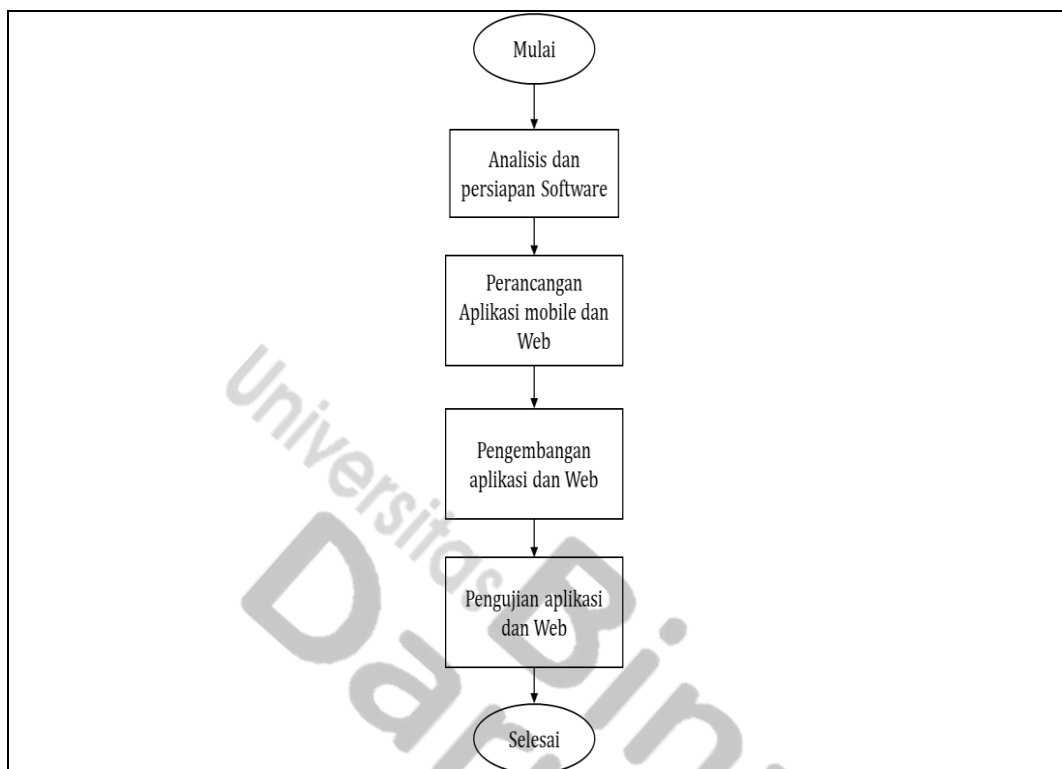 Mulai
Analisis dan
persiapan Software
Perancangan
Aplikasi mobile dan
Web
Pengembangan
aplikasi dan Web
Pengujian aplikasi
dan Web
Selesai
Universitas